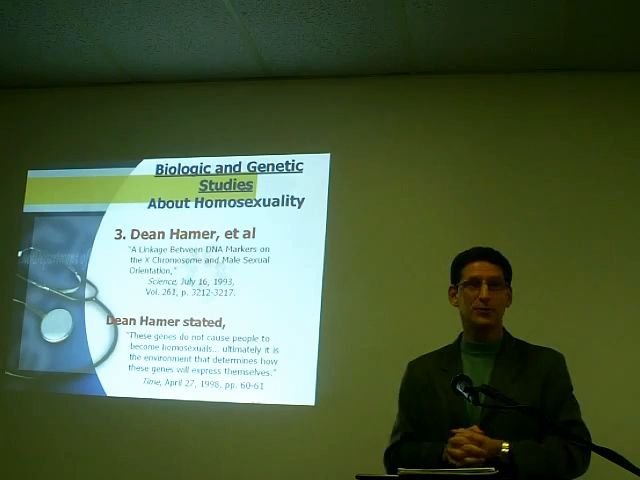 Biologic and Genetic
Studies
About Homosexuality
3. Dean Hamer, et al
"A Linkage Between DNA Markers on
the X Chromosome and Male Sexual
Orientation,"
Science, July 16, 1993,
Vol. 261, p. 3212-3217.
Dean Hamer stated,
"These genes do not cause people to
become homosexuals... ultimately it is
the environment that determines how
these genes will express themselves."
Time, April 27, 1998, pp. 60-61